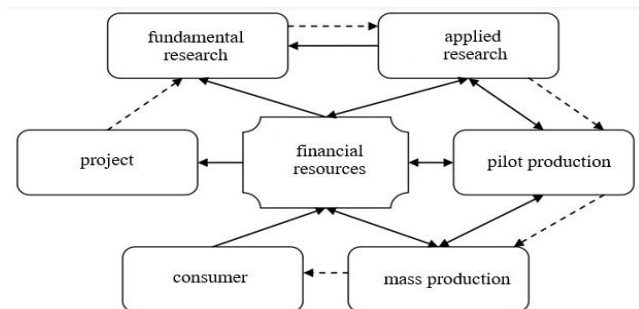 fundamental
research
applied
research
project
financial
resources
pilot production
consumer
mass production